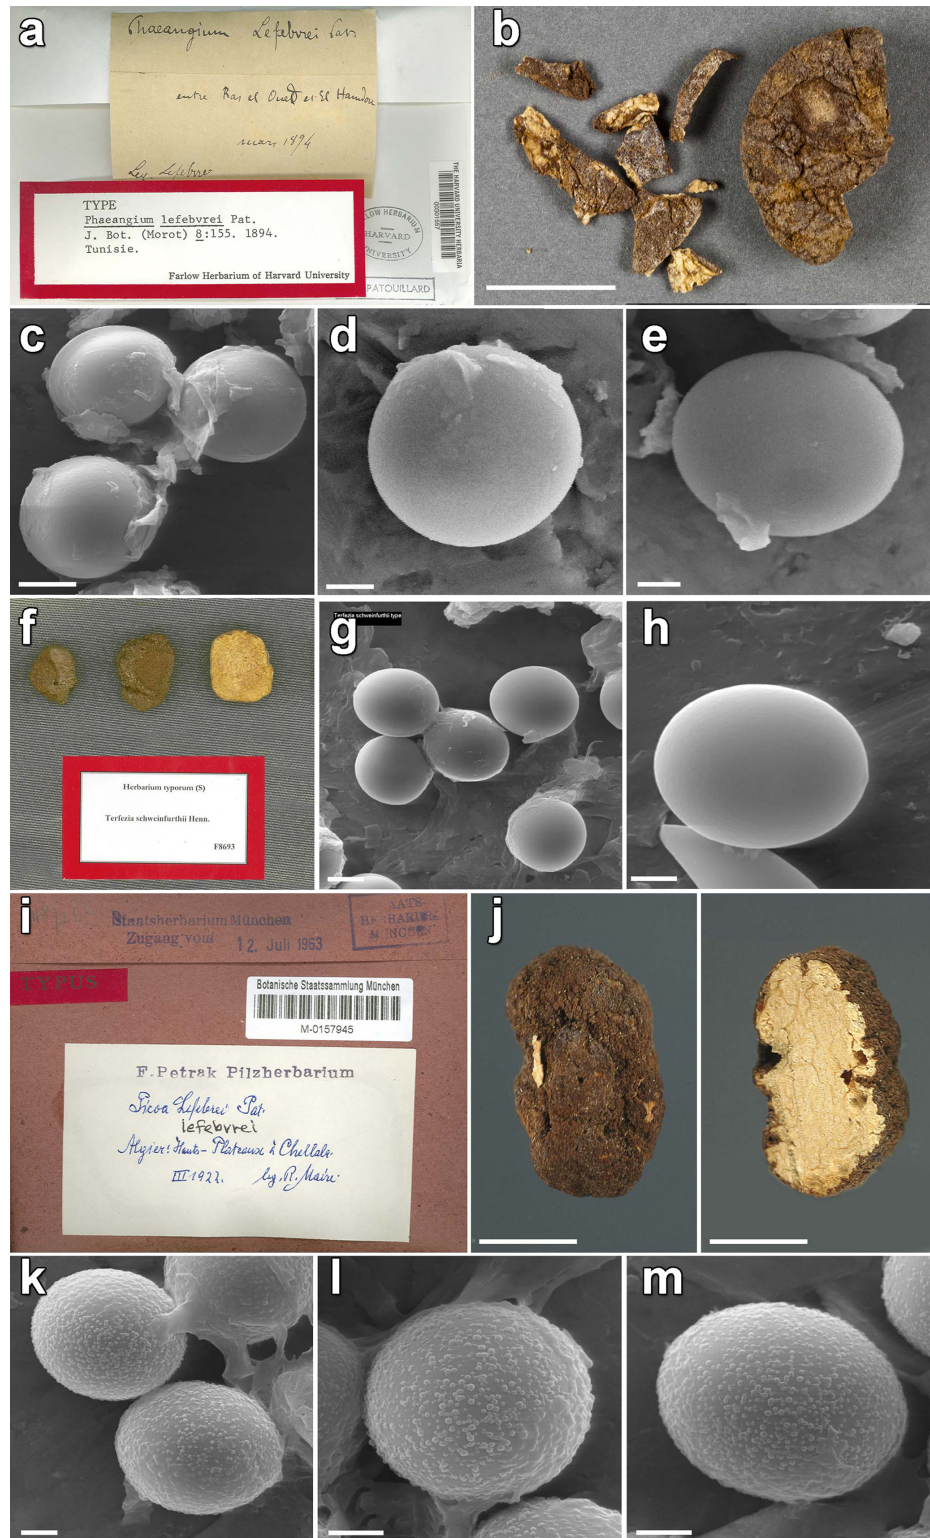 a
Phaeangium Lefebvrei Pat.
entre Ras el Oued et El Hamdou
mars 1894
Leg. Lefebvre
TYPE
Phaeangium lefebvrei Pat.
J. Bot. (Morot) 8:155. 1894.
Tunisie.
Farlow Herbarium of Harvard University
FARLOW HERBARIUM
HARVARD
UNIVERSITY
PATOUILLARD
THE HARVARD UNIVERSITY HERBARIA
b
c
d
e
f
Herbarium typorum (S)
Terfezia schweinfurthii Henn.
F8693
g
Terfezia schweinfurthii type
h
i
Staatsherbarium München
Zugang vom 12. Juli 1963
STAATS
HERBARIUM
MÜNCHEN
TYPUS
Botanische Staatssammlung München
M-0157945
F. Petrak Pilzherbarium
Picoa Lefebrei Pat.
lefebvrei
Algier: Hauts-Plateaux à Chellala.
III 1922. leg. R. Maire.
j
k
l
m